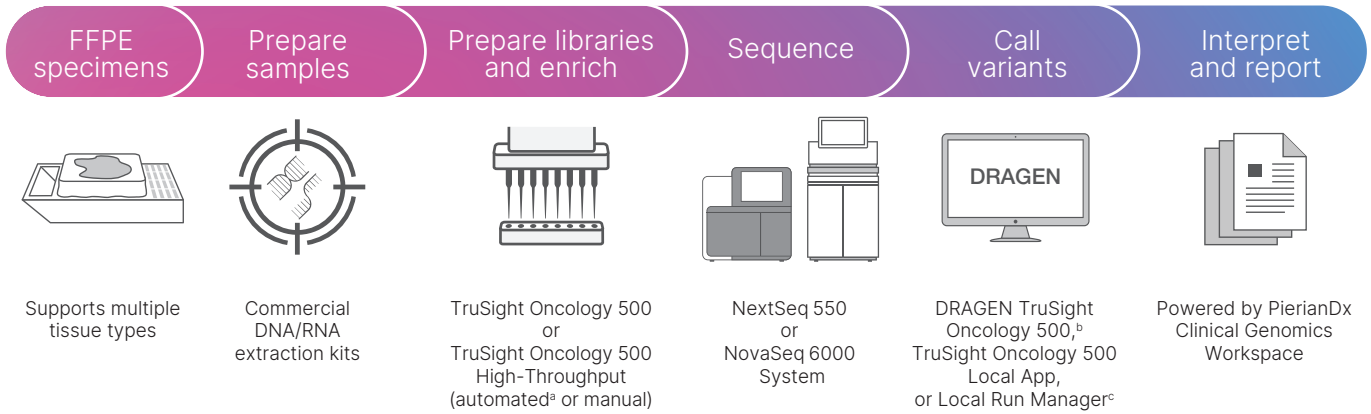 FFPE
specimens
Prepare
samples
Prepare libraries
and enrich
Sequence
Call
variants
Interpret
and report
DRAGEN
Supports multiple
tissue types
Commercial
DNA/RNA
extraction kits
TruSight Oncology 500
or
TruSight Oncology 500
High-Throughput
(automatedᵃ or manual)
NextSeq 550
or
NovaSeq 6000
System
DRAGEN TruSight
Oncology 500,ᵇ
TruSight Oncology 500
Local App,
or Local Run Managerᶜ
Powered by PierianDx
Clinical Genomics
Workspace